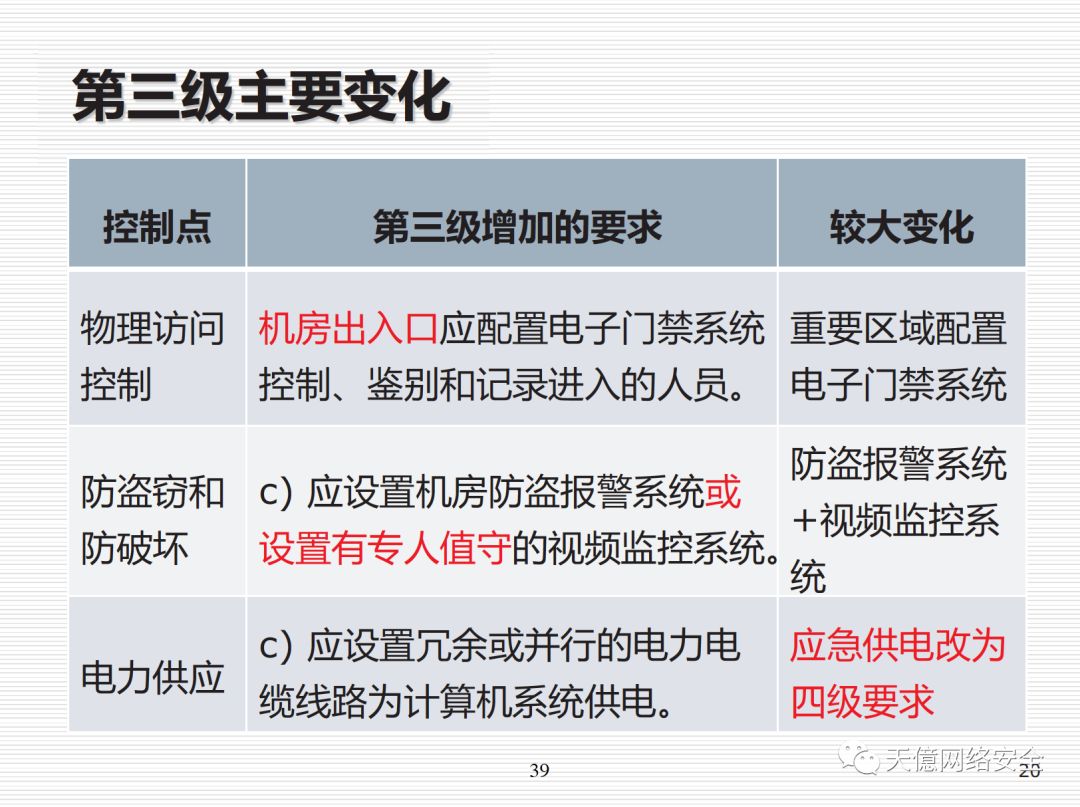 第三级主要变化
控制点
第三级增加的要求
较大变化
物理访问
控制
机房出入口应配置电子门禁系统
控制、鉴别和记录进入的人员。
重要区域配置
电子门禁系统
防盗窃和
防破坏
c) 应设置机房防盗报警系统或
设置有专人值守的视频监控系统。
防盗报警系统
+视频监控系
统
电力供应
c) 应设置冗余或并行的电力电
缆线路为计算机系统供电。
应急供电改为
四级要求
39
天億网络安全
20